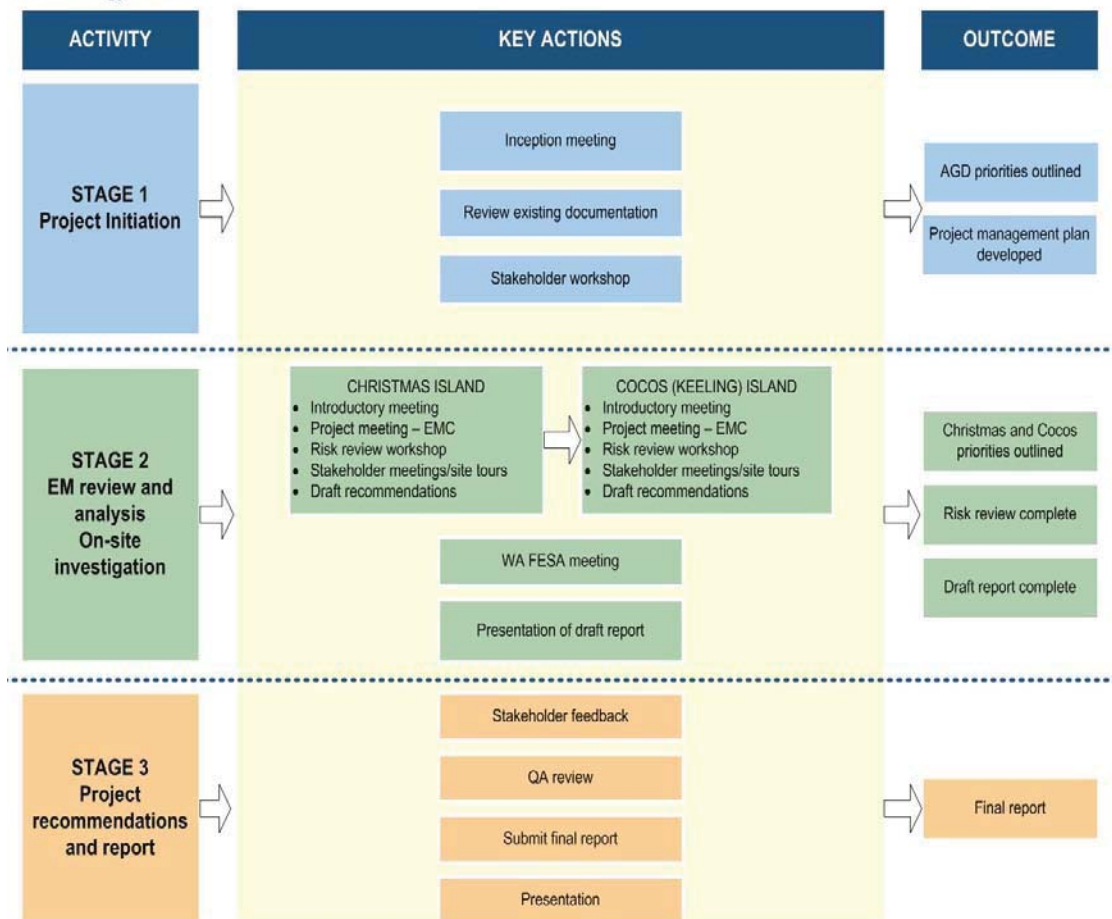 ACTIVITY
KEY ACTIONS
OUTCOME
STAGE 1
Project Initiation
Inception meeting
Review existing documentation
Stakeholder workshop
AGD priorities outlined
Project management plan
developed
STAGE 2
EM review and
analysis
On-site
investigation
CHRISTMAS ISLAND
• Introductory meeting
• Project meeting – EMC
• Risk review workshop
• Stakeholder meetings/site tours
• Draft recommendations
COCOS (KEELING) ISLAND
• Introductory meeting
• Project meeting – EMC
• Risk review workshop
• Stakeholder meetings/site tours
• Draft recommendations
WA FESA meeting
Presentation of draft report
Christmas and Cocos
priorities outlined
Risk review complete
Draft report complete
STAGE 3
Project
recommendations
and report
Stakeholder feedback
QA review
Submit final report
Presentation
Final report